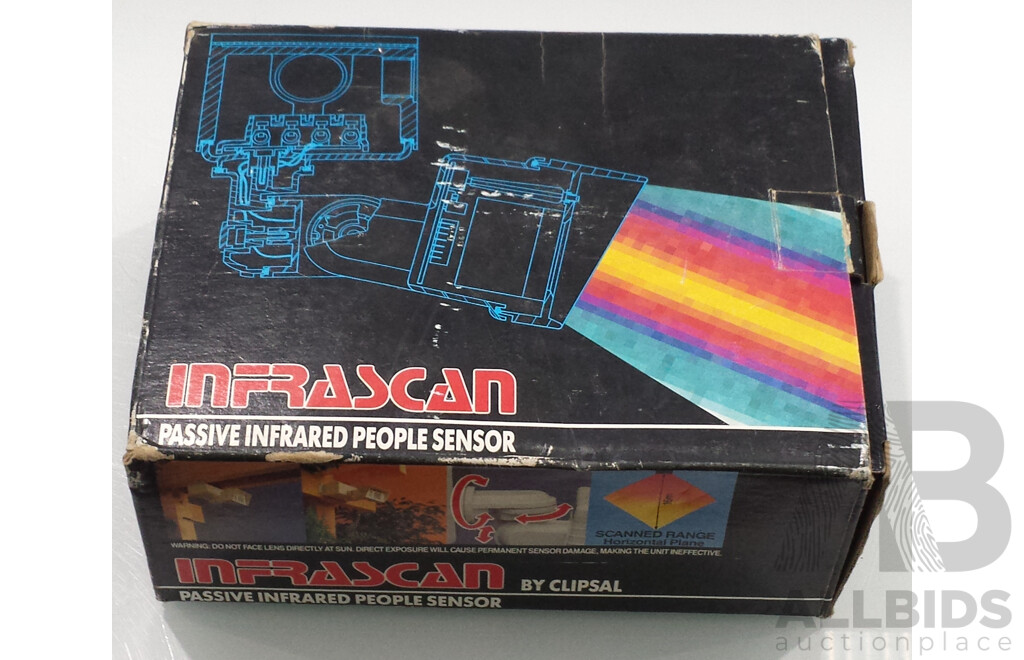 INFRASCAN
PASSIVE INFRARED PEOPLE SENSOR
SCANNED RANGE
Horizontal Plane
WARNING: DO NOT FACE LENS DIRECTLY AT SUN. DIRECT EXPOSURE WILL CAUSE PERMANENT SENSOR DAMAGE, MAKING THE UNIT INEFFECTIVE.
INFRASCAN BY CLIPSAL
PASSIVE INFRARED PEOPLE SENSOR
AB
ALLBIDS
auctionplace